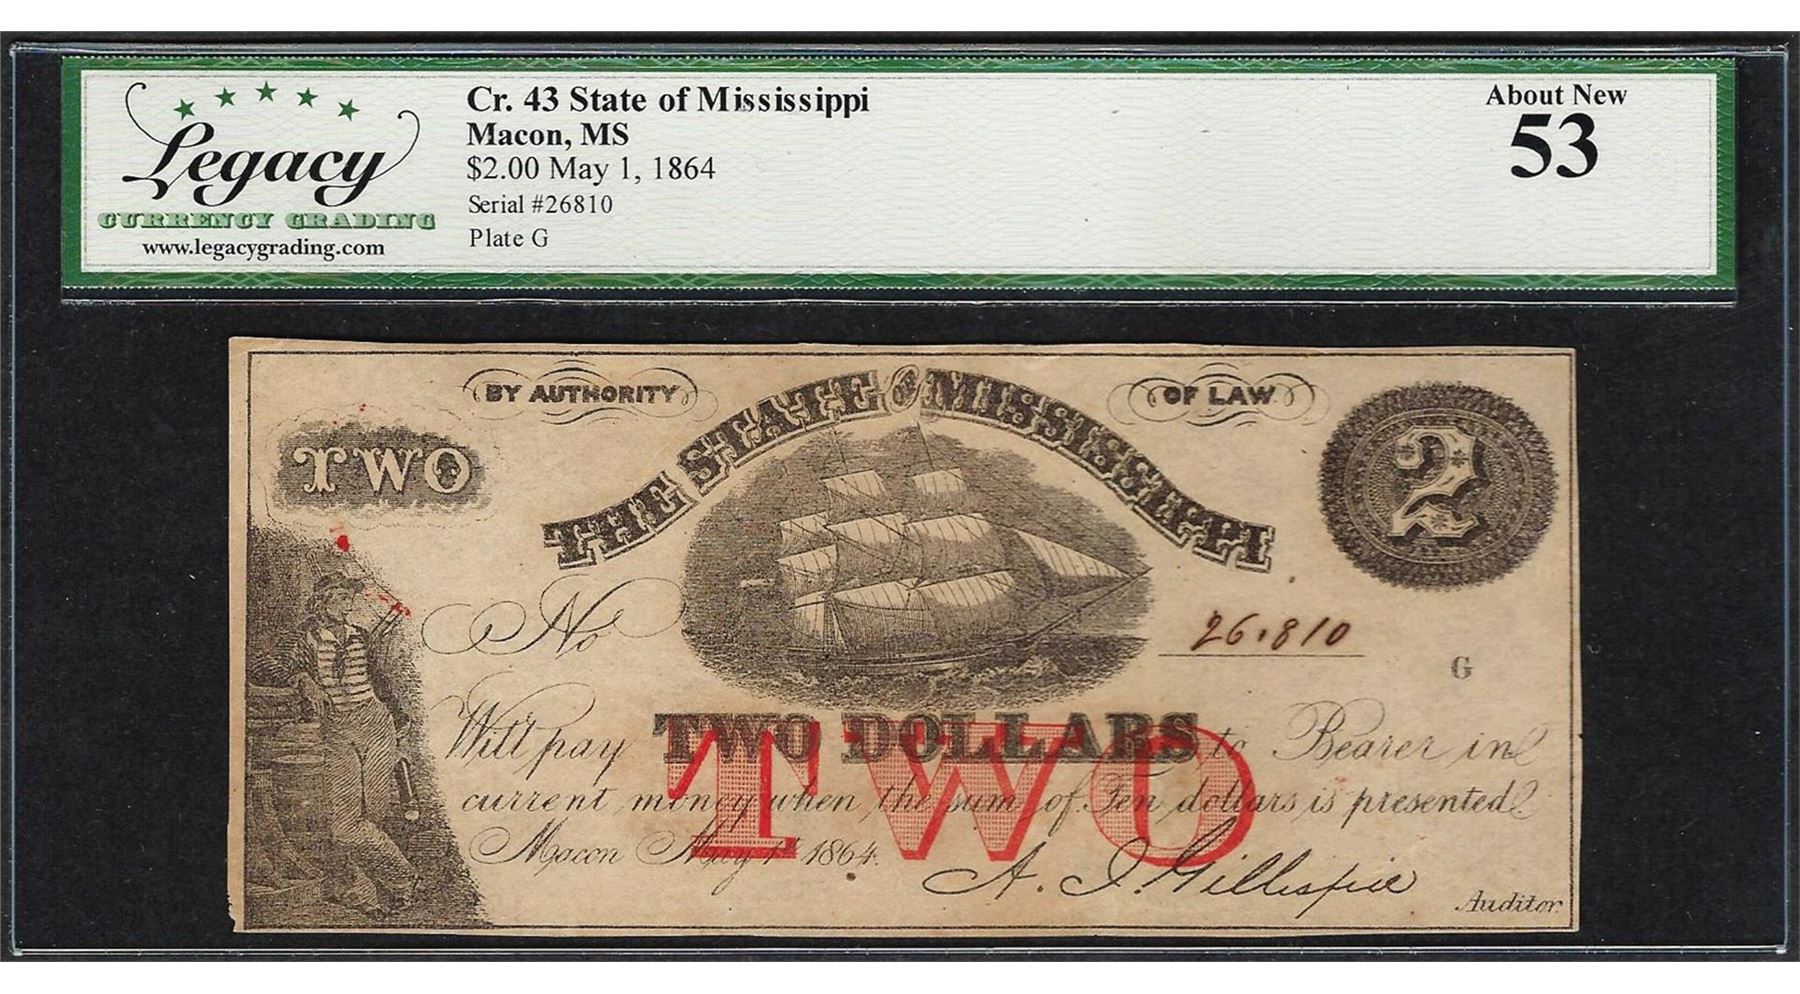 Legacy
CURRENCY GRADING
www.legacygrading.com
Cr. 43 State of Mississippi
Macon, MS
$2.00 May 1, 1864
Serial #26810
Plate G
About New
53
BY AUTHORITY OF LAW
THE STATE OF MISSISSIPPI
TWO
2
No 26.810
G
Will pay TWO DOLLARS to Bearer in
TWO
current money when the sum of Ten dollars is presented
Macon May 1st 1864.
A. J. Gillespie
Auditor.